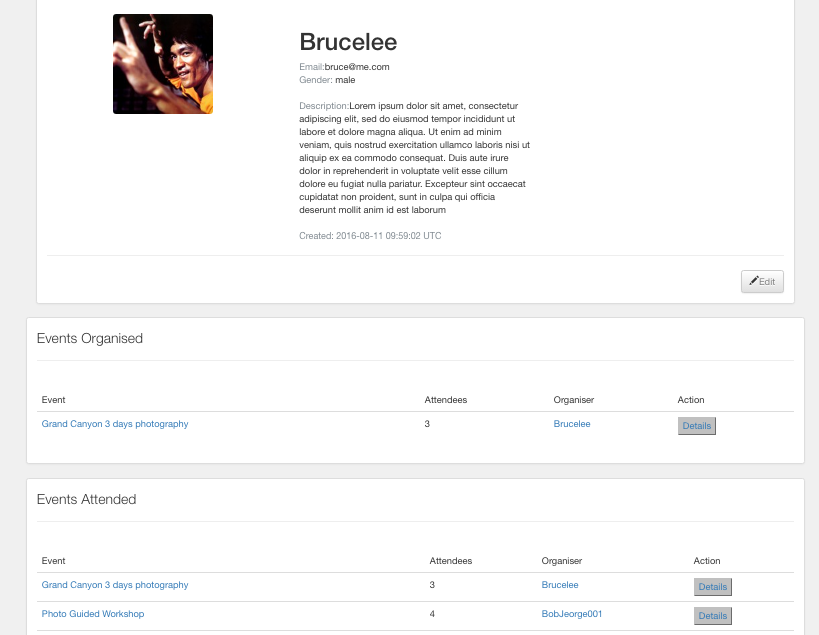 Brucelee
Email:bruce@me.com
Gender: male
Description:Lorem ipsum dolor sit amet, consectetur
adipiscing elit, sed do eiusmod tempor incididunt ut
labore et dolore magna aliqua. Ut enim ad minim
veniam, quis nostrud exercitation ullamco laboris nisi ut
aliquip ex ea commodo consequat. Duis aute irure
dolor in reprehenderit in voluptate velit esse cillum
dolore eu fugiat nulla pariatur. Excepteur sint occaecat
cupidatat non proident, sunt in culpa qui officia
deserunt mollit anim id est laborum
Created: 2016-08-11 09:59:02 UTC
Edit
Events Organised
Event Attendees Organiser Action
Grand Canyon 3 days photography 3 Brucelee Details
Events Attended
Event Attendees Organiser Action
Grand Canyon 3 days photography 3 Brucelee Details
Photo Guided Workshop 4 BobJeorge001 Details